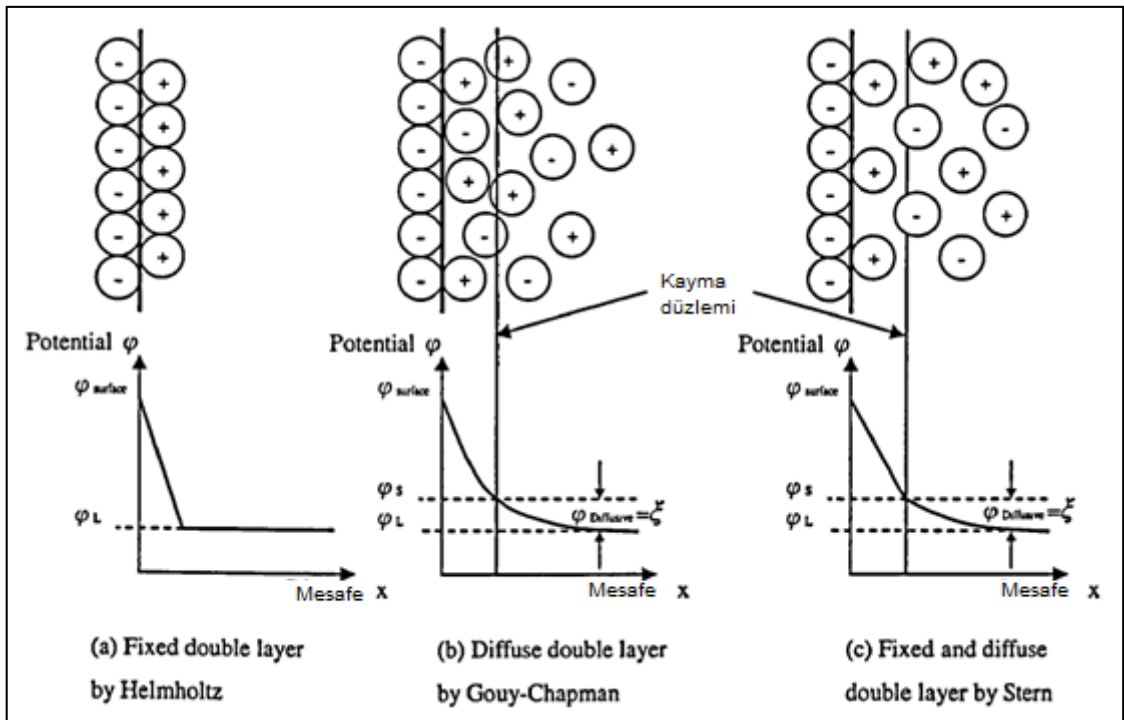 Kayma
düzlemi
Potential φ
Potential φ
Potential φ
φ surface
φ surface
φ surface
φ S
φ S
φ L
φ L
φ L
φ Diffusive = ξ
φ Diffusive = ξ
Mesafe x
Mesafe x
Mesafe x
(a) Fixed double layer
by Helmholtz
(b) Diffuse double layer
by Gouy-Chapman
(c) Fixed and diffuse
double layer by Stern